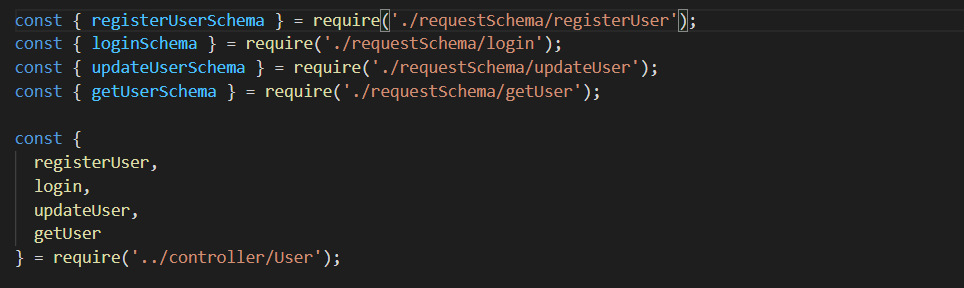 const { registerUserSchema } = require('./requestSchema/registerUser');
const { loginSchema } = require('./requestSchema/login');
const { updateUserSchema } = require('./requestSchema/updateUser');
const { getUserSchema } = require('./requestSchema/getUser');

const {
  registerUser,
  login,
  updateUser,
  getUser
} = require('../controller/User');